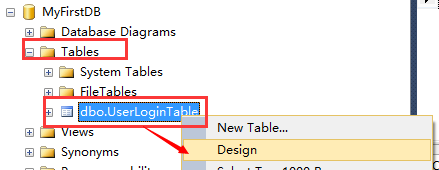 MyFirstDB
Database Diagrams
Tables
System Tables
FileTables
dbo.UserLoginTable
New Table...
Views
Design
Synonyms